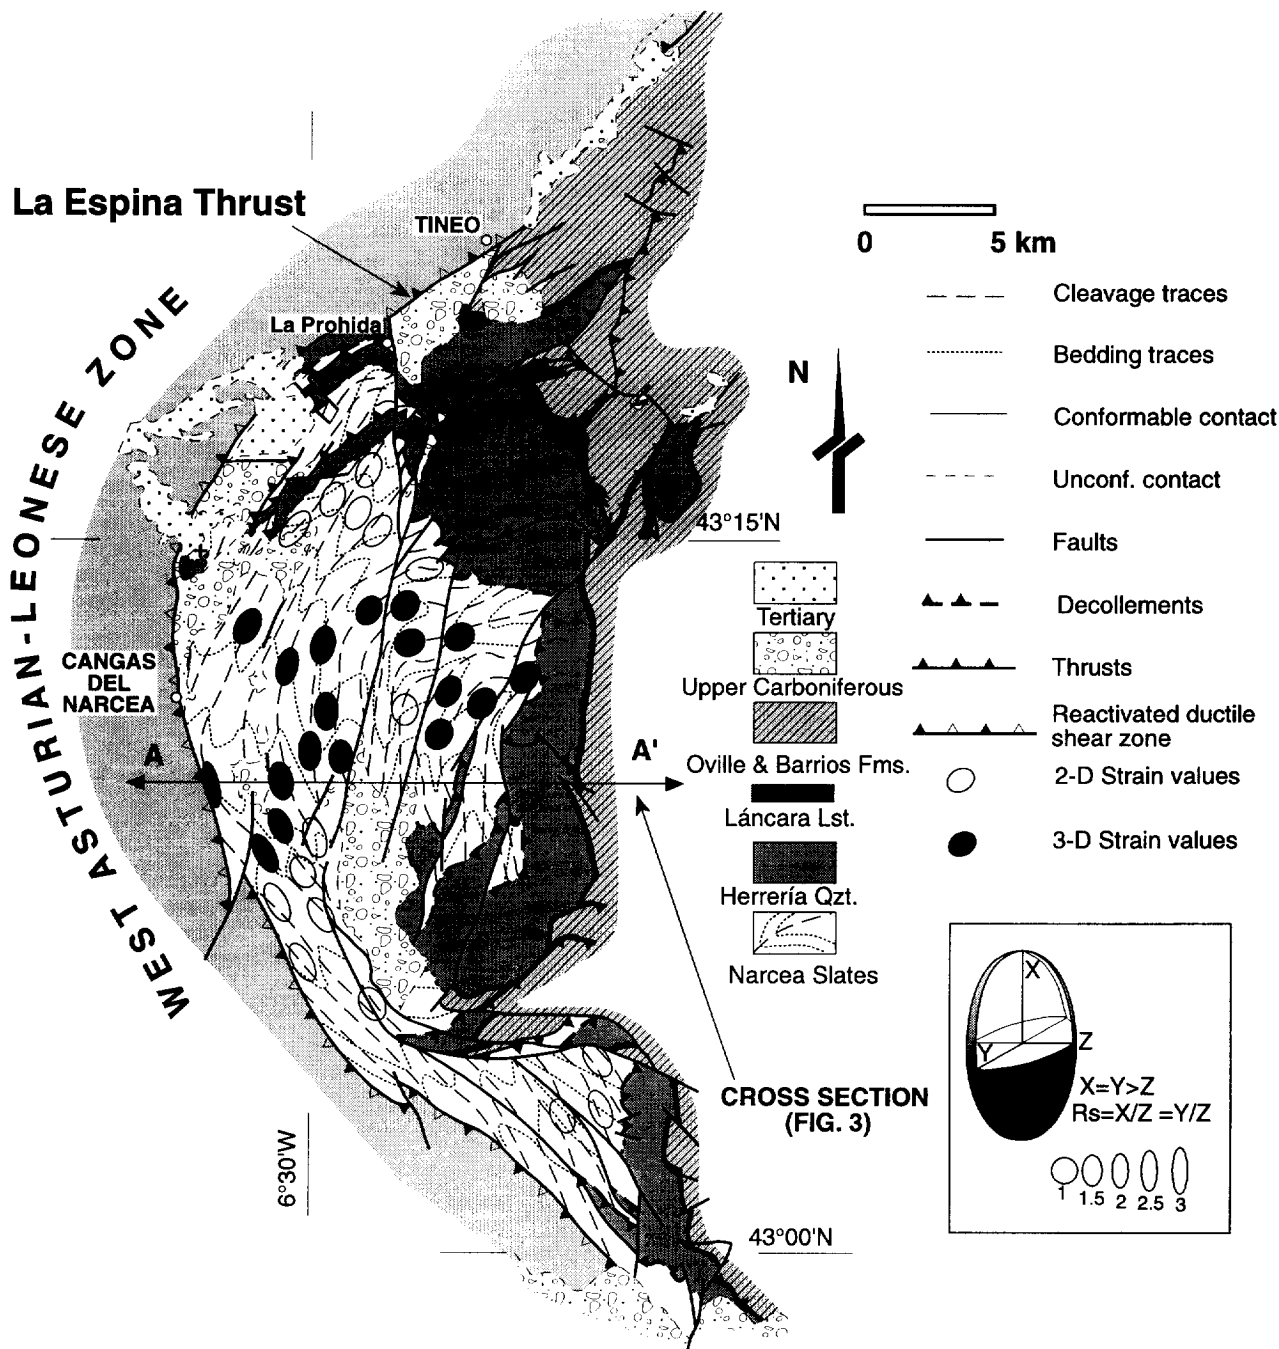 La Espina Thrust
TINEO
La Prohida
WEST ASTURIAN-LEONESE ZONE
CANGAS
DEL
NARCEA
A
A'
0 5 km
N
43°15'N
Cleavage traces
Bedding traces
Conformable contact
Unconf. contact
Faults
Decollements
Thrusts
Reactivated ductile
shear zone
2-D Strain values
3-D Strain values
Tertiary
Upper Carboniferous
Oville & Barrios Fms.
Láncara Lst.
Herrería Qzt.
Narcea Slates
CROSS SECTION
(FIG. 3)
6°30'W
43°00'N
X
Y
Z
X=Y>Z
Rs=X/Z =Y/Z
1 1.5 2 2.5 3